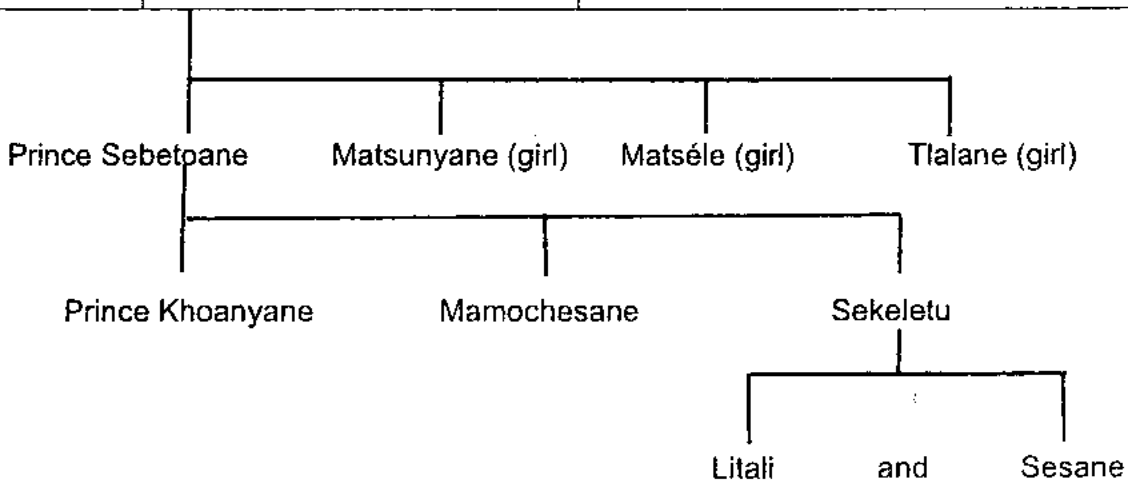 Prince Sebetoane Matsunyane (girl) Matséle (girl) Tlalane (girl)
Prince Khoanyane Mamochesane Sekeletu
Litali and Sesane